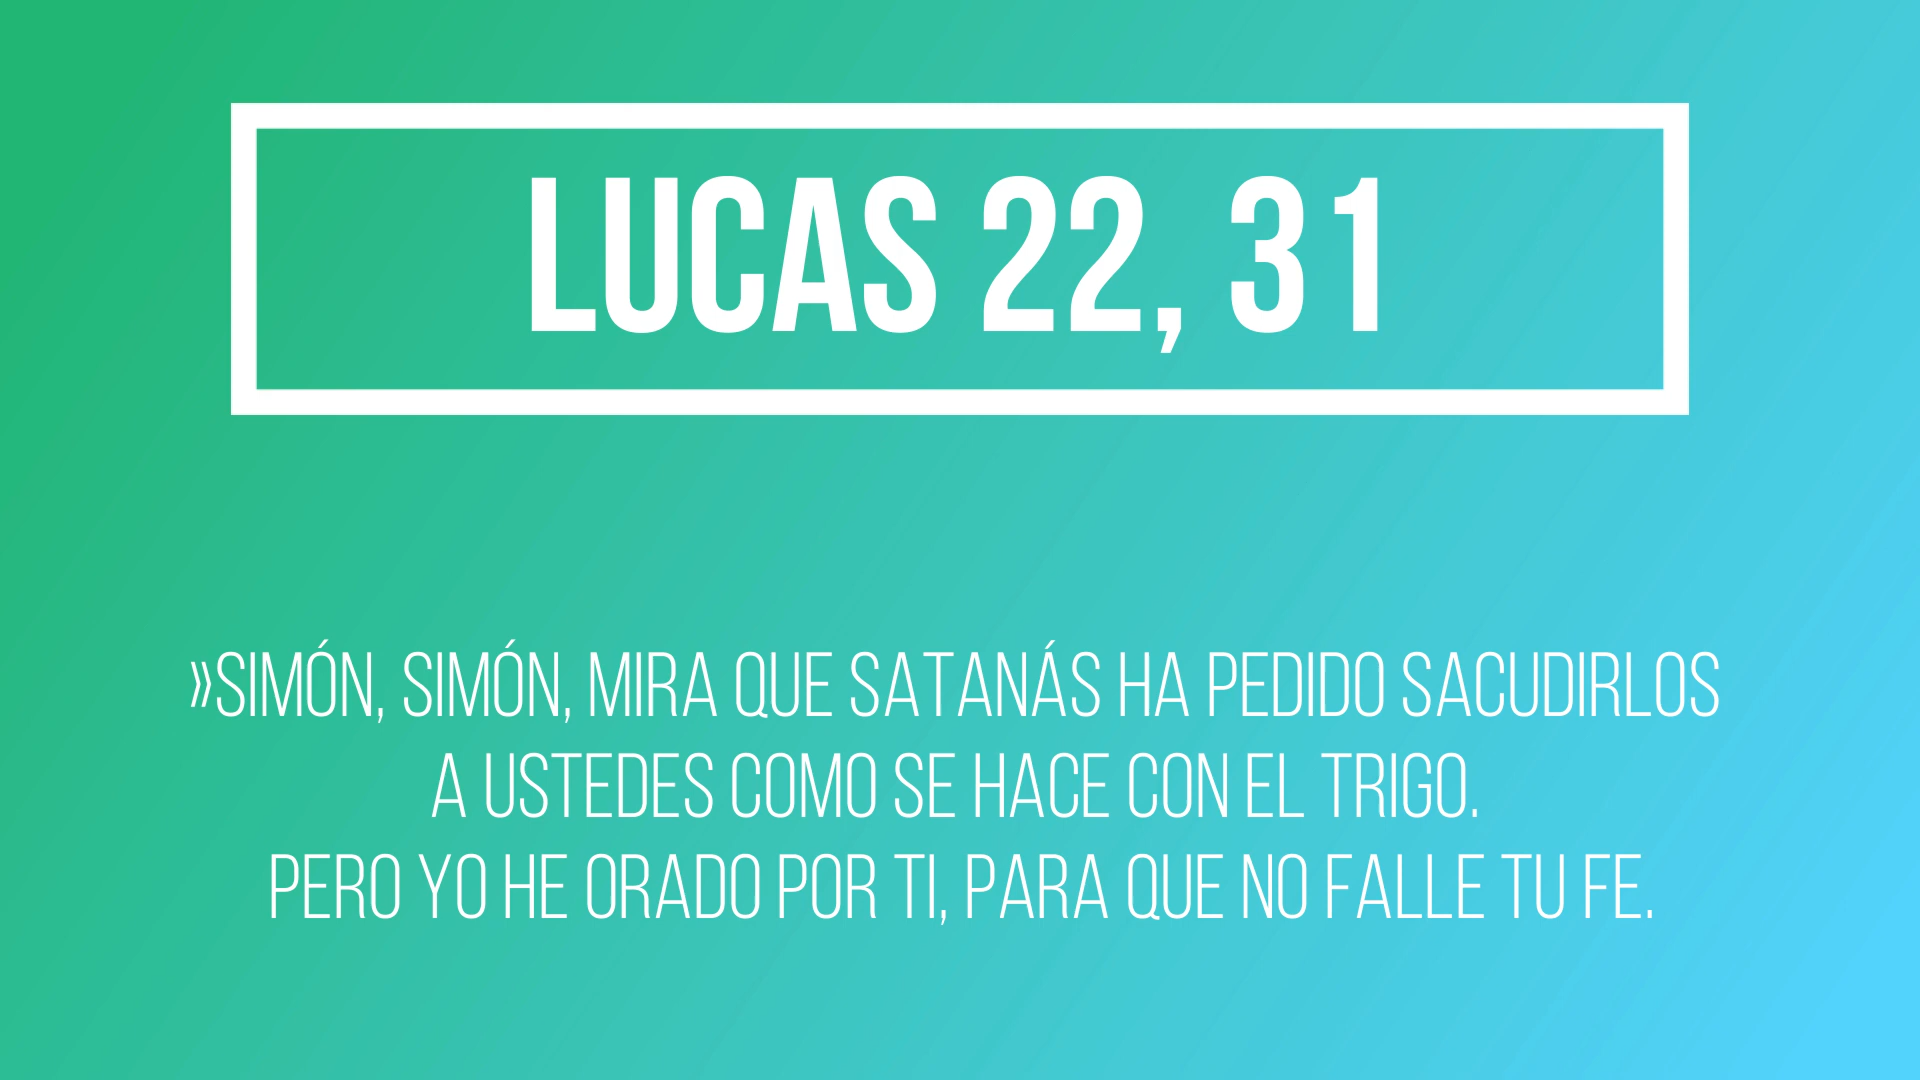 LUCAS 22, 31
»SIMÓN, SIMÓN, MIRA QUE SATANÁS HA PEDIDO SACUDIRLOS
A USTEDES COMO SE HACE CON EL TRIGO.
PERO YO HE ORADO POR TI, PARA QUE NO FALLE TU FE.